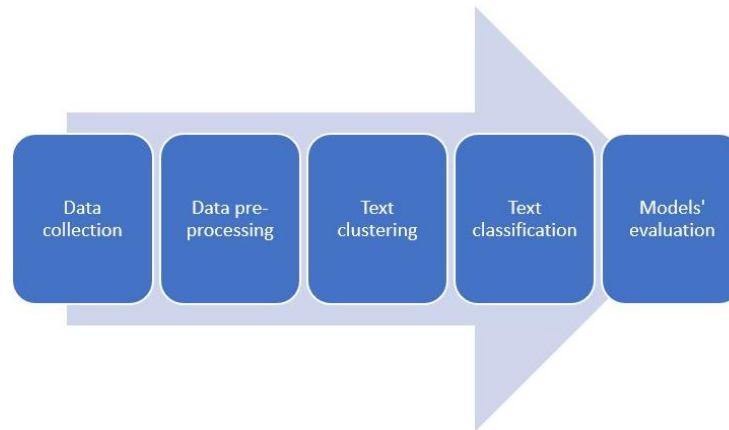 Data
collection
Data pre-
processing
Text
clustering
Text
classification
Models'
evaluation